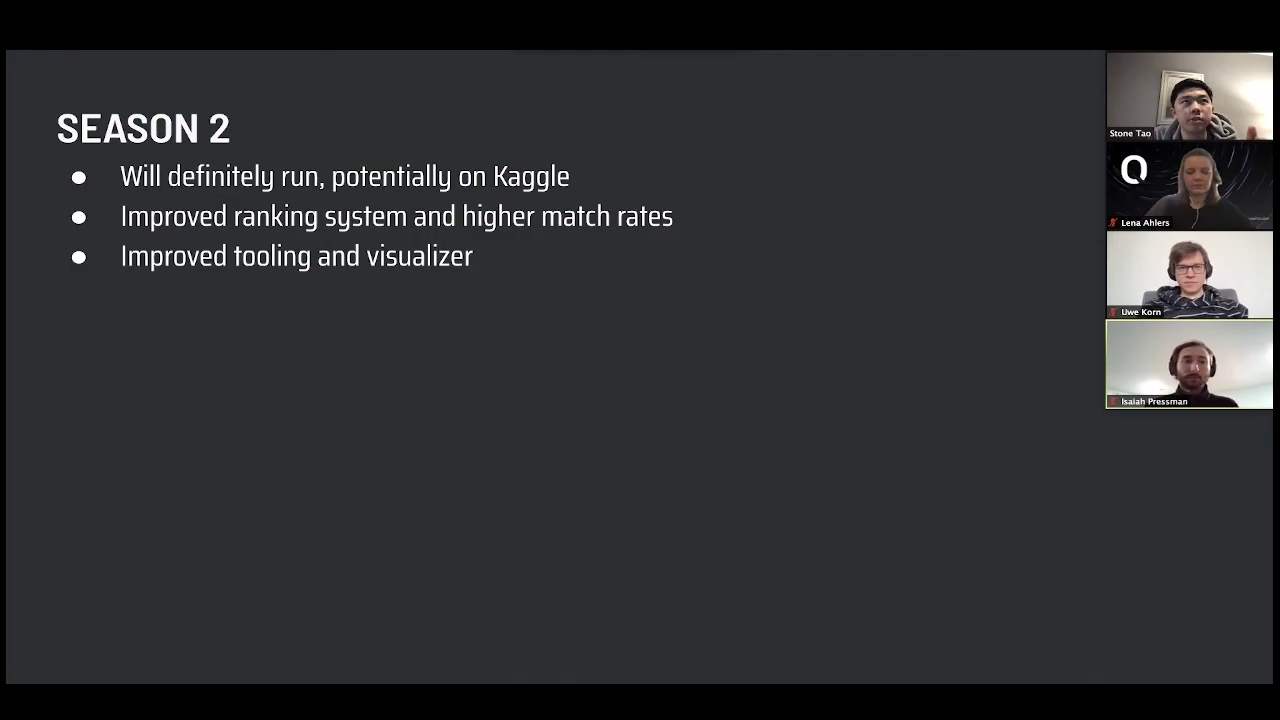 SEASON 2
● Will definitely run, potentially on Kaggle
● Improved ranking system and higher match rates
● Improved tooling and visualizer
Stone Tao
Lena Ahlers
Uwe Korn
Isaiah Pressman